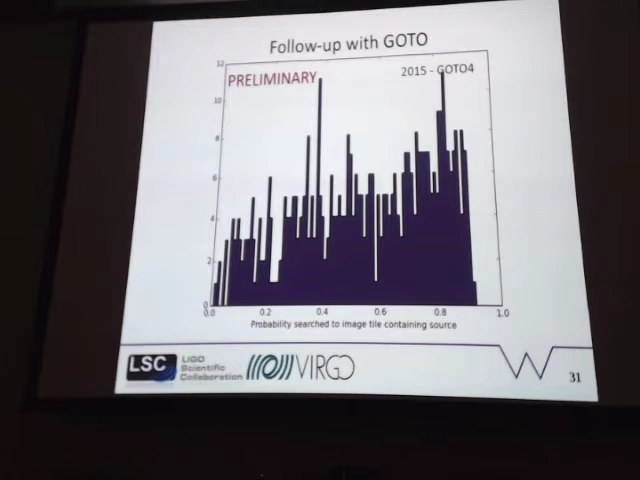 Follow-up with GOTO
PRELIMINARY
2015 - GOTO4
12
10
8
6
4
2
0
0.0 0.2 0.4 0.6 0.8 1.0
Probability searched to image tile containing source
LSC
LIGO
Scientific
Collaboration
VIRGO
31